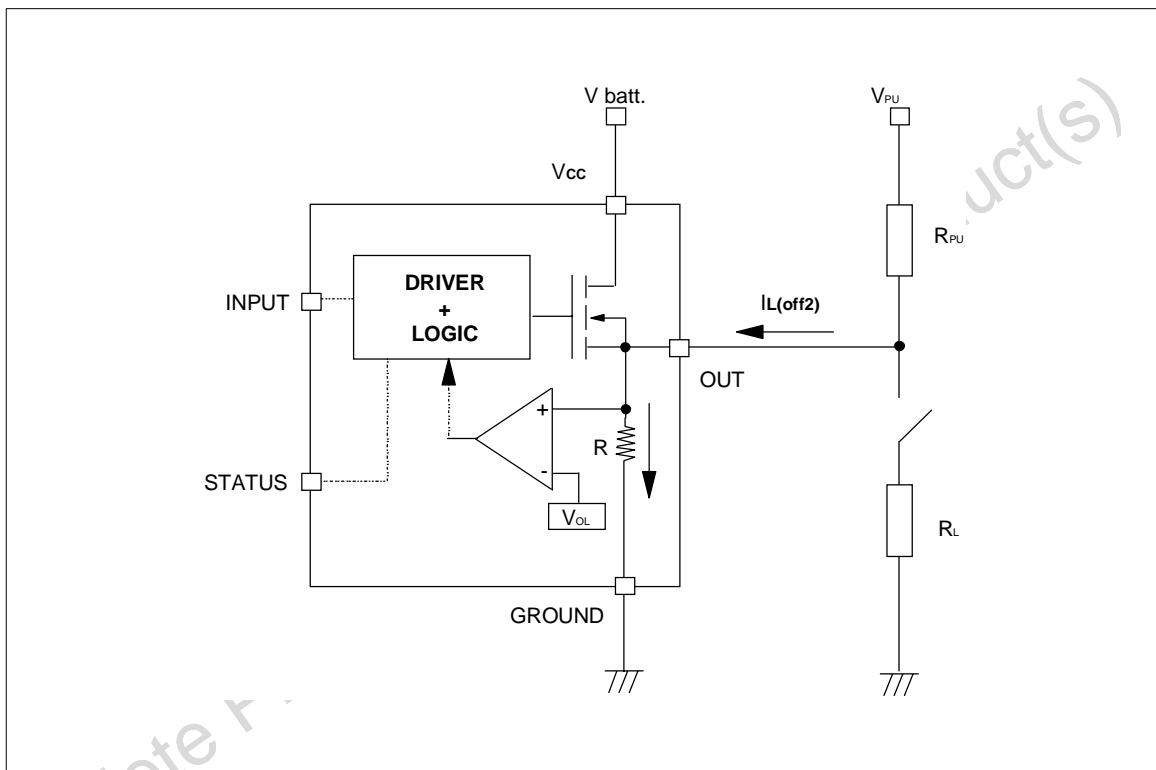 V batt.
VPU
Vcc
RPU
DRIVER
+
LOGIC
INPUT
IL(off2)
OUT
+
R
-
STATUS
VOL
RL
GROUND